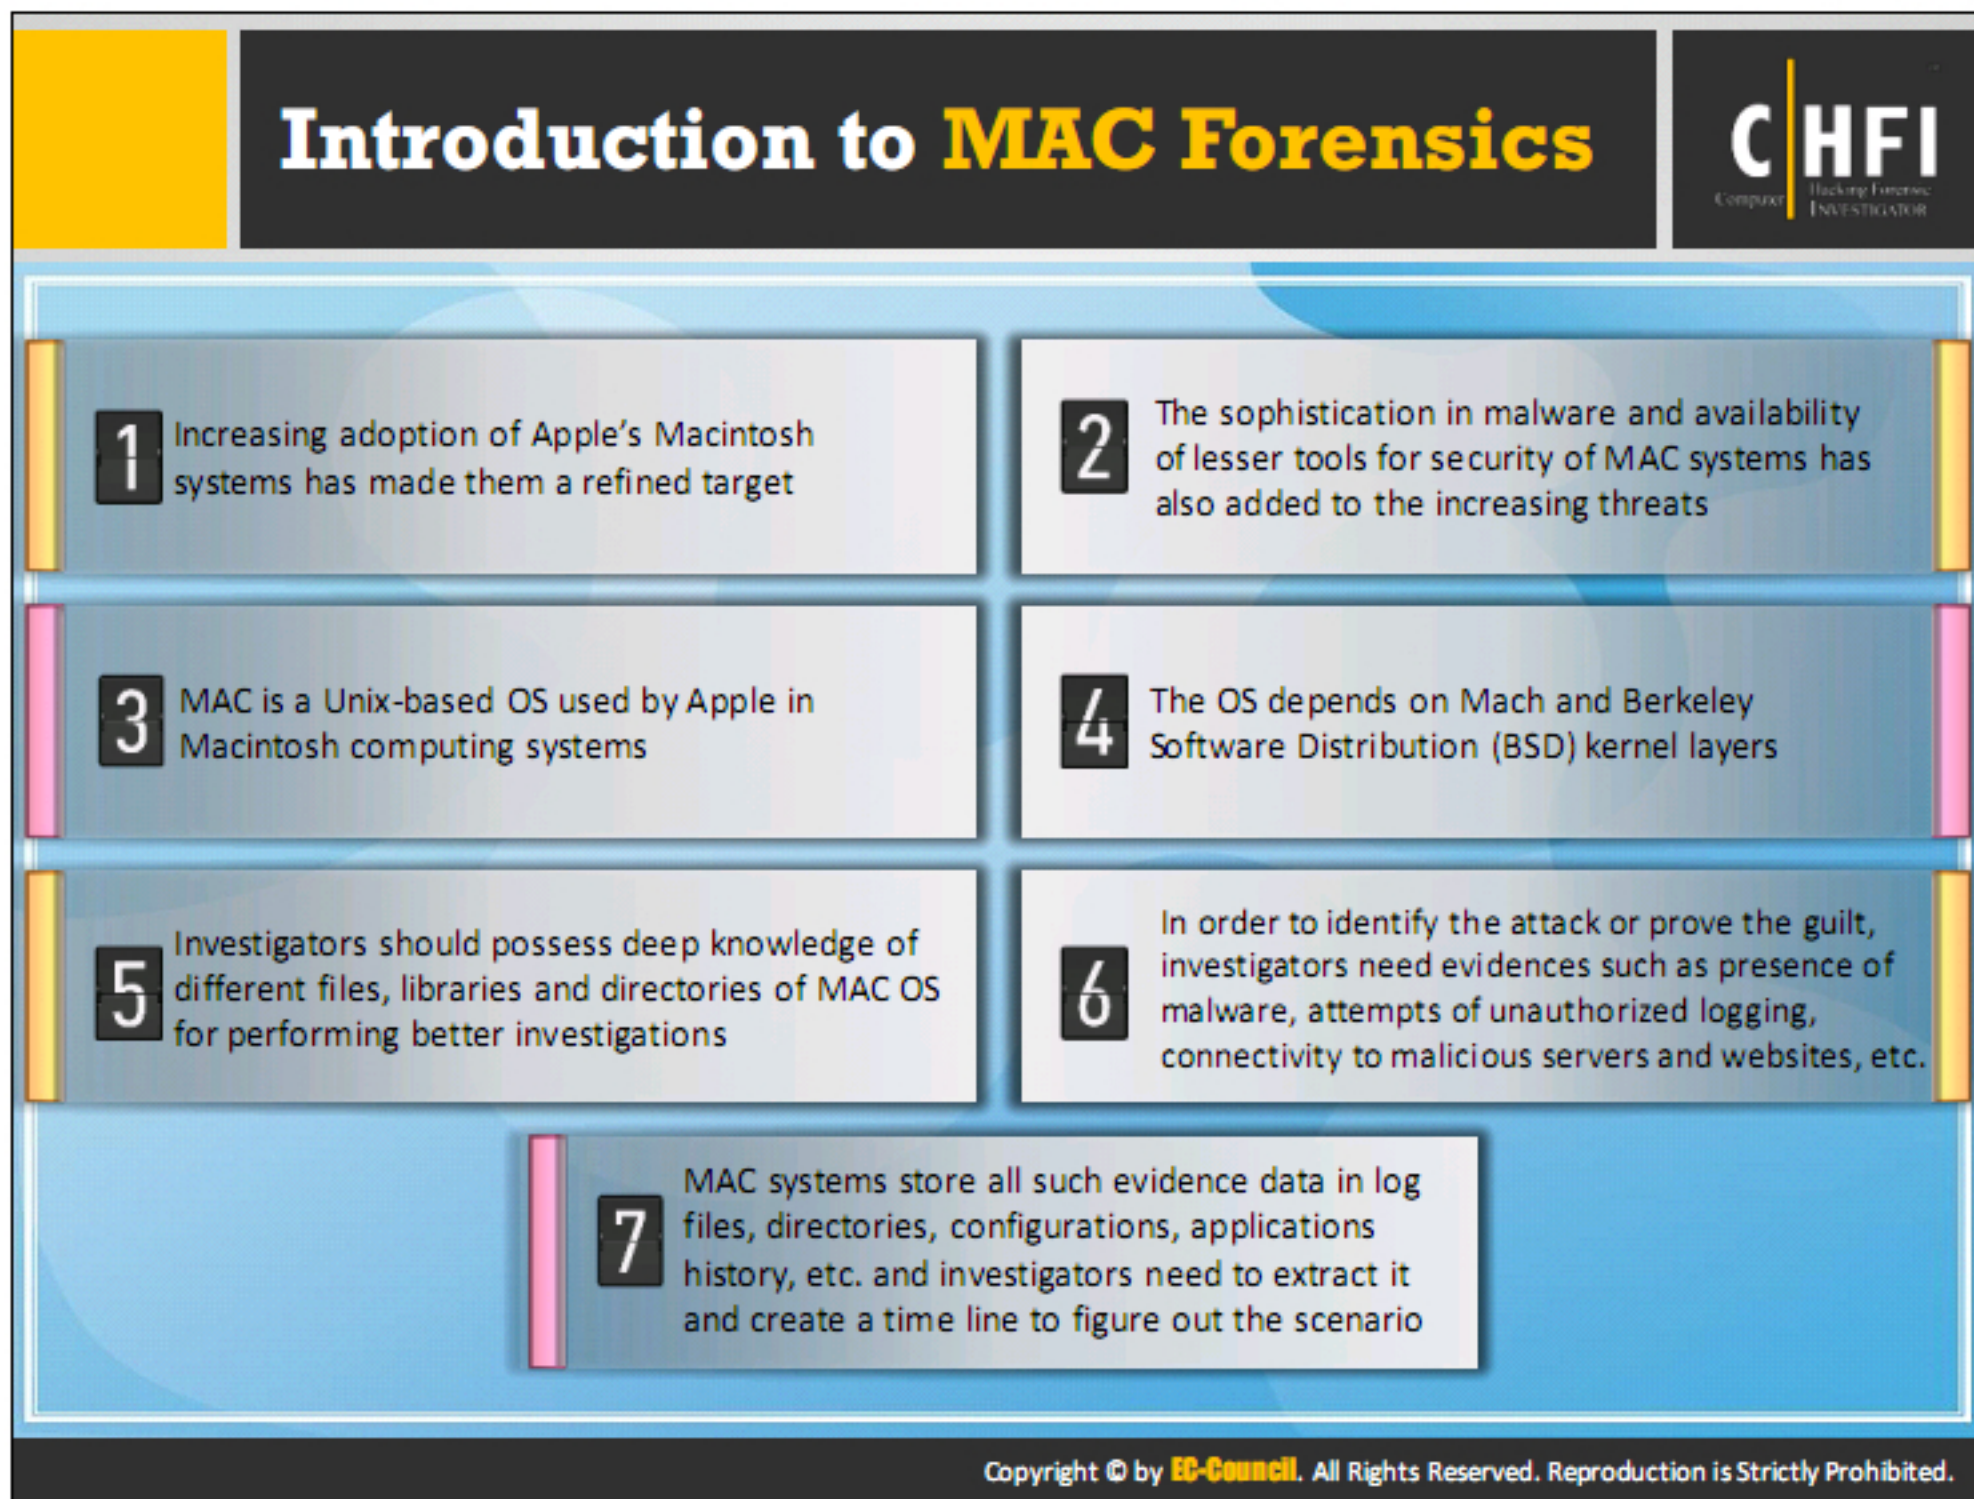 Introduction to MAC Forensics
C HFI
Computer
Hacking Forensic
INVESTIGATOR
1
Increasing adoption of Apple's Macintosh
systems has made them a refined target
2
The sophistication in malware and availability
of lesser tools for security of MAC systems has
also added to the increasing threats
3
MAC is a Unix-based OS used by Apple in
Macintosh computing systems
4
The OS depends on Mach and Berkeley
Software Distribution (BSD) kernel layers
5
Investigators should possess deep knowledge of
different files, libraries and directories of MAC OS
for performing better investigations
6
In order to identify the attack or prove the guilt,
investigators need evidences such as presence of
malware, attempts of unauthorized logging,
connectivity to malicious servers and websites, etc.
7
MAC systems store all such evidence data in log
files, directories, configurations, applications
history, etc. and investigators need to extract it
and create a time line to figure out the scenario
Copyright © by EC-Council. All Rights Reserved. Reproduction is Strictly Prohibited.